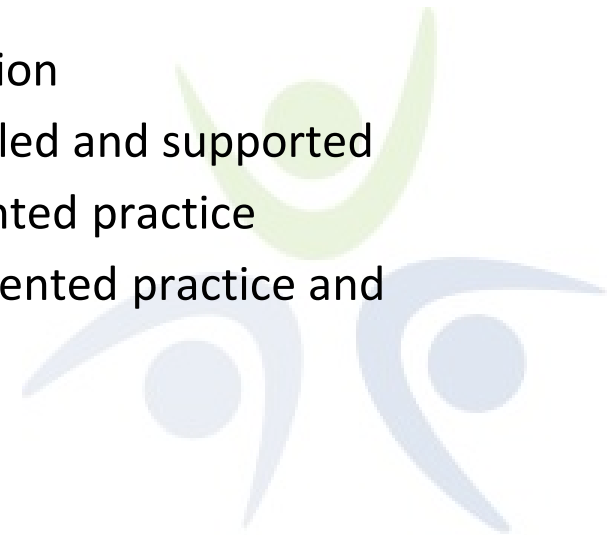 ion
led and supported
nted practice
ented practice and